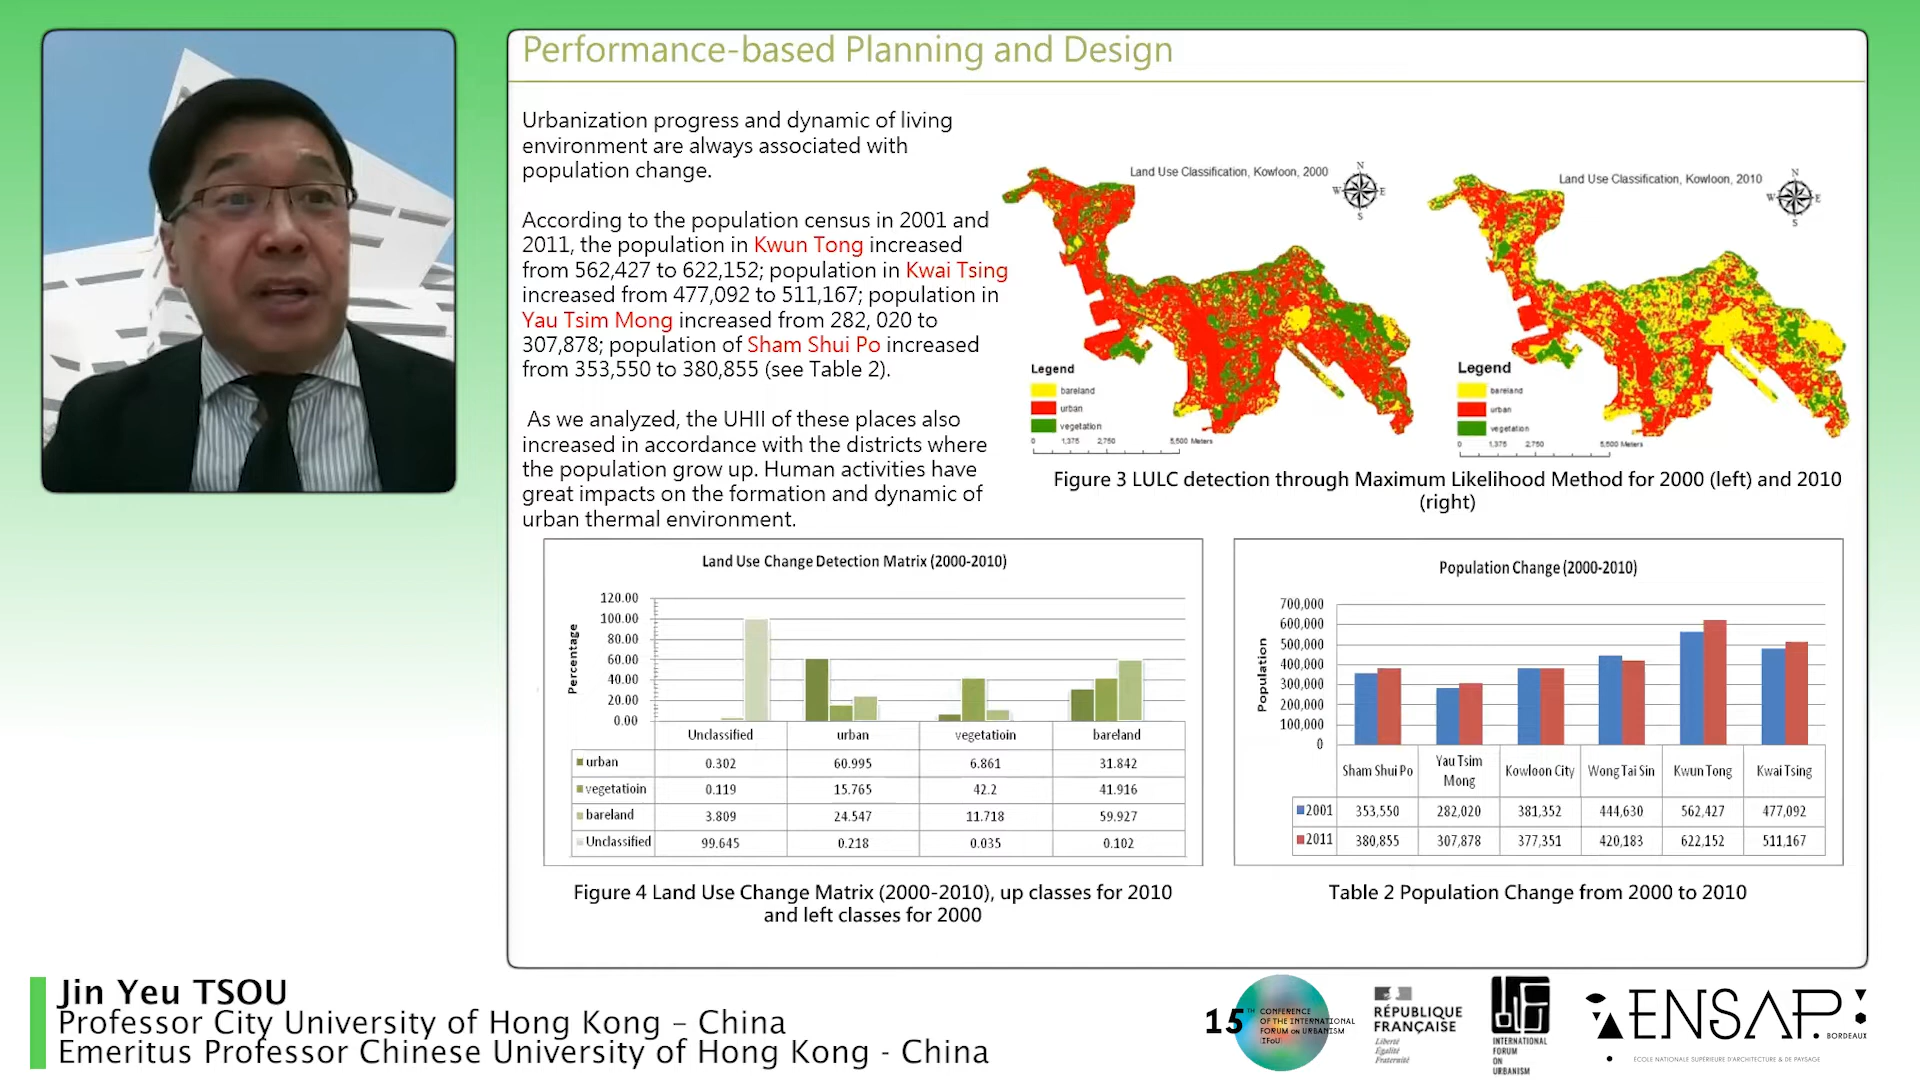 Performance-based Planning and Design
Urbanization progress and dynamic of living
environment are always associated with
population change.
According to the population census in 2001 and
2011, the population in Kwun Tong increased
from 562,427 to 622,152; population in Kwai Tsing
increased from 477,092 to 511,167; population in
Yau Tsim Mong increased from 282, 020 to
307,878; population of Sham Shui Po increased
from 353,550 to 380,855 (see Table 2).
As we analyzed, the UHII of these places also
increased in accordance with the districts where
the population grow up. Human activities have
great impacts on the formation and dynamic of
urban thermal environment.
Land Use Classification, Kowloon, 2000
N
W E
S
Legend
bareland
urban
vegetation
0 1,375 2,750 5,500 Meters
Land Use Classification, Kowloon, 2010
N
W E
S
Legend
bareland
urban
vegetation
0 1,375 2,750 5,500 Meters
Figure 3 LULC detection through Maximum Likelihood Method for 2000 (left) and 2010
(right)
Land Use Change Detection Matrix (2000-2010)
Percentage
120.00
100.00
80.00
60.00
40.00
20.00
0.00
Unclassified urban vegetatioin bareland
urban 0.302 60.995 6.861 31.842
vegetatioin 0.119 15.765 42.2 41.916
bareland 3.809 24.547 11.718 59.927
Unclassified 99.645 0.218 0.035 0.102
Figure 4 Land Use Change Matrix (2000-2010), up classes for 2010
and left classes for 2000
Population Change (2000-2010)
Population
700,000
600,000
500,000
400,000
300,000
200,000
100,000
0
Sham Shui Po Yau Tsim Mong Kowloon City Wong Tai Sin Kwun Tong Kwai Tsing
2001 353,550 282,020 381,352 444,630 562,427 477,092
2011 380,855 307,878 377,351 420,183 622,152 511,167
Table 2 Population Change from 2000 to 2010
Jin Yeu TSOU
Professor City University of Hong Kong – China
Emeritus Professor Chinese University of Hong Kong - China
15TH CONFERENCE
OF THE INTERNATIONAL
FORUM ON URBANISM
(IFoU)
RÉPUBLIQUE
FRANÇAISE
Liberté
Égalité
Fraternité
INTERNATIONAL
FORUM
ON
URBANISM
ENSAP
BORDEAUX
ÉCOLE NATIONALE SUPÉRIEURE D'ARCHITECTURE & DE PAYSAGE